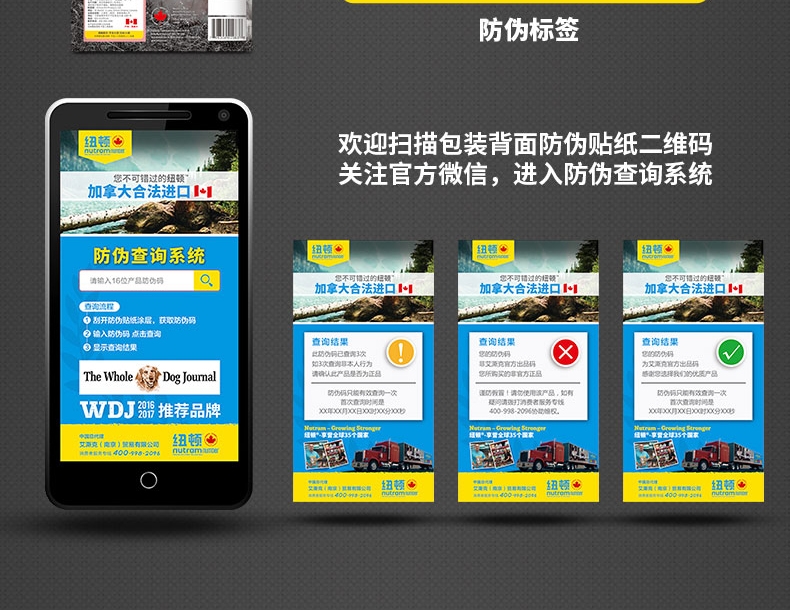 防伪标签
欢迎扫描包装背面防伪贴纸二维码
关注官方微信，进入防伪查询系统
纽顿
nutram
您不可错过的纽顿
加拿大合法进口
防伪查询系统
请输入16位产品防伪码
查询流程
1 刮开防伪贴纸涂层，获取防伪码
2 输入防伪码 点击查询
3 显示查询结果
The Whole Dog Journal
WDJ 2016 2017 推荐品牌
中国总代理
艾漪克（南京）贸易有限公司
消费者服务专线 400-998-2096
纽顿
nutram
纽顿
nutram
您不可错过的纽顿
加拿大合法进口
查询结果
此防伪码已查询3次
如3次查询非本人行为
请确认此产品是否为正品
防伪码只能有效查询一次
首次查询时间是
XX年XX月XX日XX时XX分XX秒
Nutram - Growing Stronger
纽顿®-享誉全球35个国家
中国总代理
艾漪克（南京）贸易有限公司
消费者服务专线 400-998-2096
纽顿
nutram
纽顿
nutram
您不可错过的纽顿
加拿大合法进口
查询结果
您的防伪码
非艾漪克官方出品码
您所购买的非官方正品
谨防假冒！请勿使用该产品，如有
疑问请拨打消费者服务专线
400-998-2096协助维权。
Nutram - Growing Stronger
纽顿®-享誉全球35个国家
中国总代理
艾漪克（南京）贸易有限公司
消费者服务专线 400-998-2096
纽顿
nutram
纽顿
nutram
您不可错过的纽顿
加拿大合法进口
查询结果
您的防伪码
为艾漪克官方出品码
感谢您选择我们的优质产品
防伪码只能有效查询一次
首次查询时间是
XX年XX月XX日XX时XX分XX秒
Nutram - Growing Stronger
纽顿®-享誉全球35个国家
中国总代理
艾漪克（南京）贸易有限公司
消费者服务专线 400-998-2096
纽顿
nutram